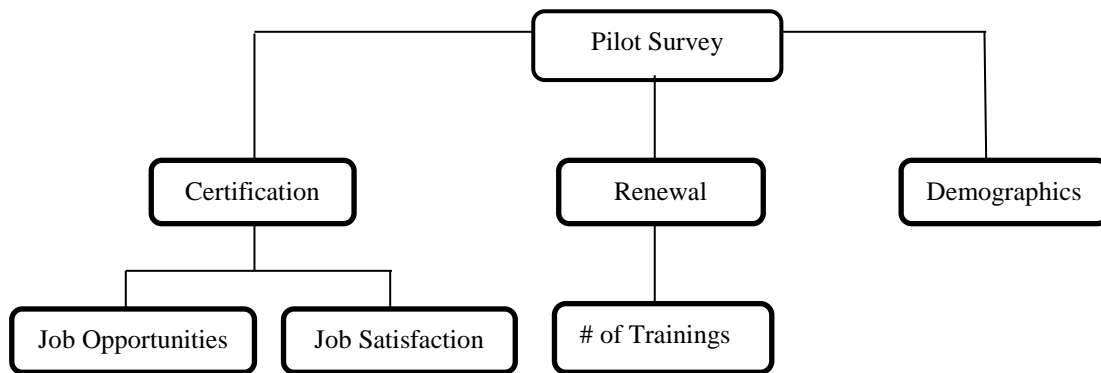 Pilot Survey
Certification
Renewal
Demographics
Job Opportunities
Job Satisfaction
# of Trainings